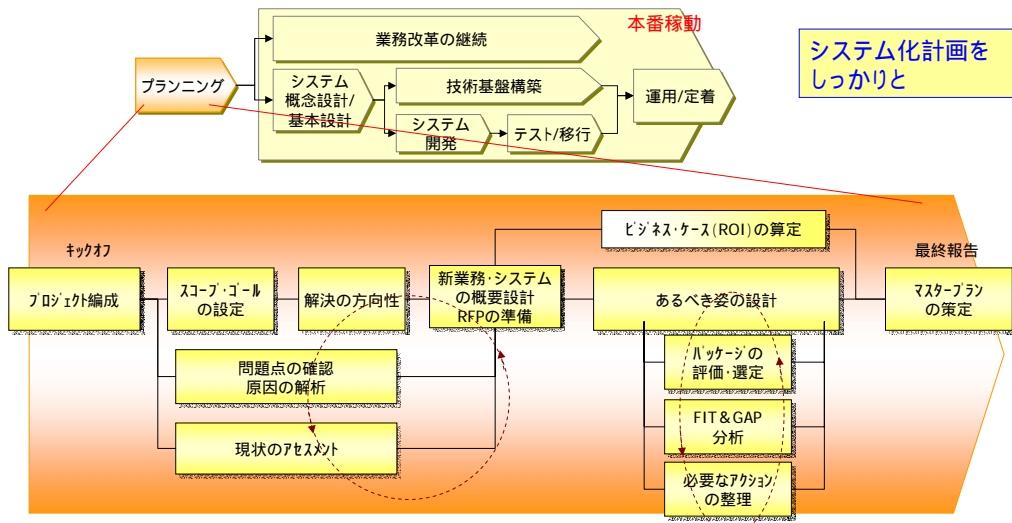 本番稼動
業務改革の継続
システム化計画を
しっかりと
プランニング
システム
概念設計/
基本設計
技術基盤構築
運用/定着
システム
開発
テスト/移行
ビジネス・ケース(ROI)の算定
キックオフ
最終報告
プロジェクト編成
スコープ・ゴール
の設定
解決の方向性
新業務・システム
の概要設計
RFPの準備
あるべき姿の設計
マスタープラン
の策定
問題点の確認
原因の解析
パッケージの
評価・選定
現状のアセスメント
FIT&GAP
分析
必要なアクション
の整理